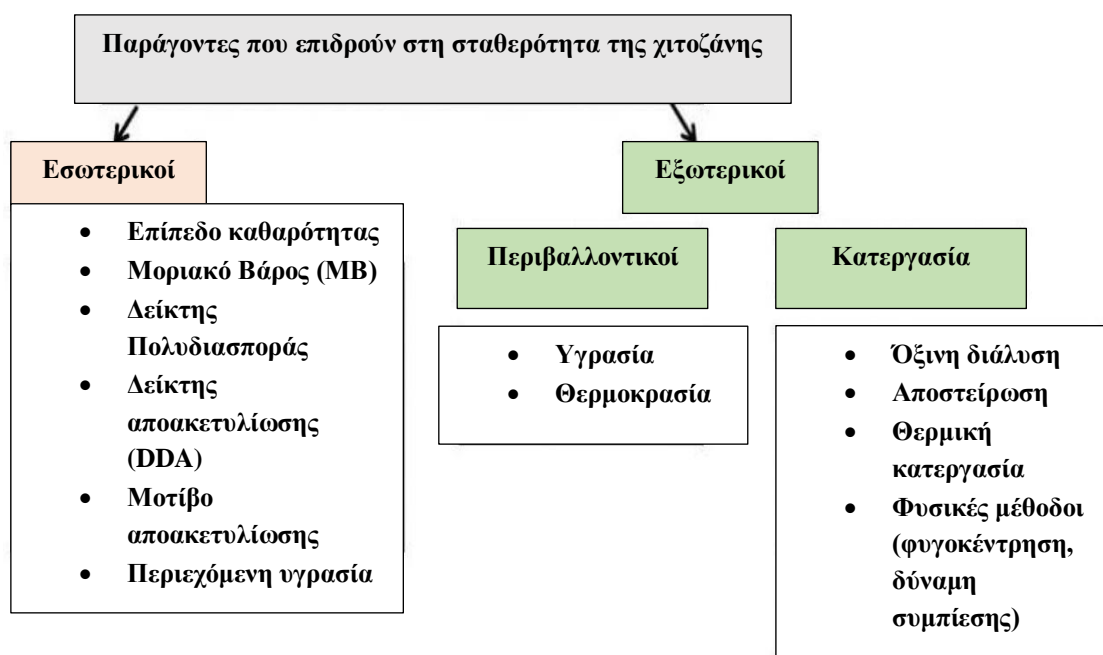 Παράγοντες που επιδρούν στη σταθερότητα της χιτοζάνης
Εσωτερικοί
• Επίπεδο καθαρότητας
• Μοριακό Βάρος (ΜΒ)
• Δείκτης
Πολυδιασποράς
• Δείκτης
αποακετυλίωσης
(DDA)
• Μοτίβο
αποακετυλίωσης
• Περιεχόμενη υγρασία
Εξωτερικοί
Περιβαλλοντικοί
• Υγρασία
• Θερμοκρασία
Κατεργασία
• Όξινη διάλυση
• Αποστείρωση
• Θερμική
κατεργασία
• Φυσικές μέθοδοι
(φυγοκέντρηση,
δύναμη
συμπίεσης)